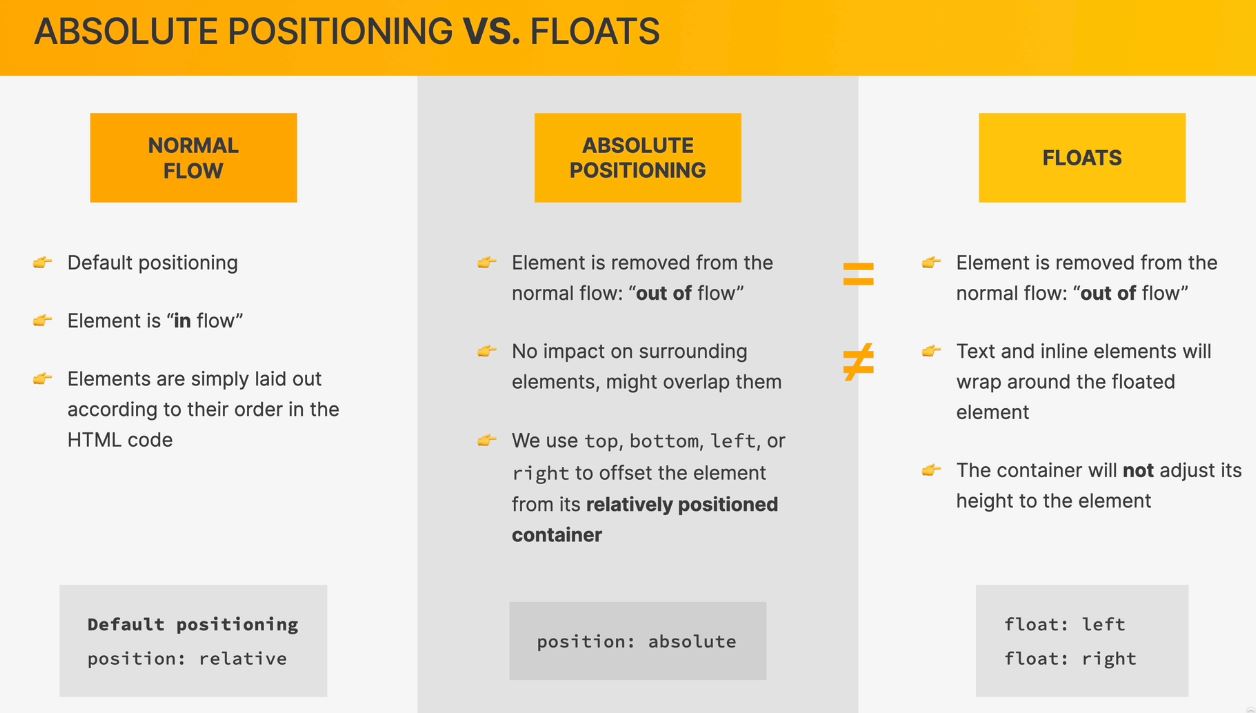 ABSOLUTE POSITIONING VS. FLOATS
NORMAL
FLOW
👉 Default positioning
👉 Element is “in flow”
👉 Elements are simply laid out
according to their order in the
HTML code
Default positioning
position: relative
ABSOLUTE
POSITIONING
👉 Element is removed from the
normal flow: “out of flow”
👉 No impact on surrounding
elements, might overlap them
👉 We use top, bottom, left, or
right to offset the element
from its relatively positioned
container
position: absolute
=
≠
FLOATS
👉 Element is removed from the
normal flow: “out of flow”
👉 Text and inline elements will
wrap around the floated
element
👉 The container will not adjust its
height to the element
float: left
float: right